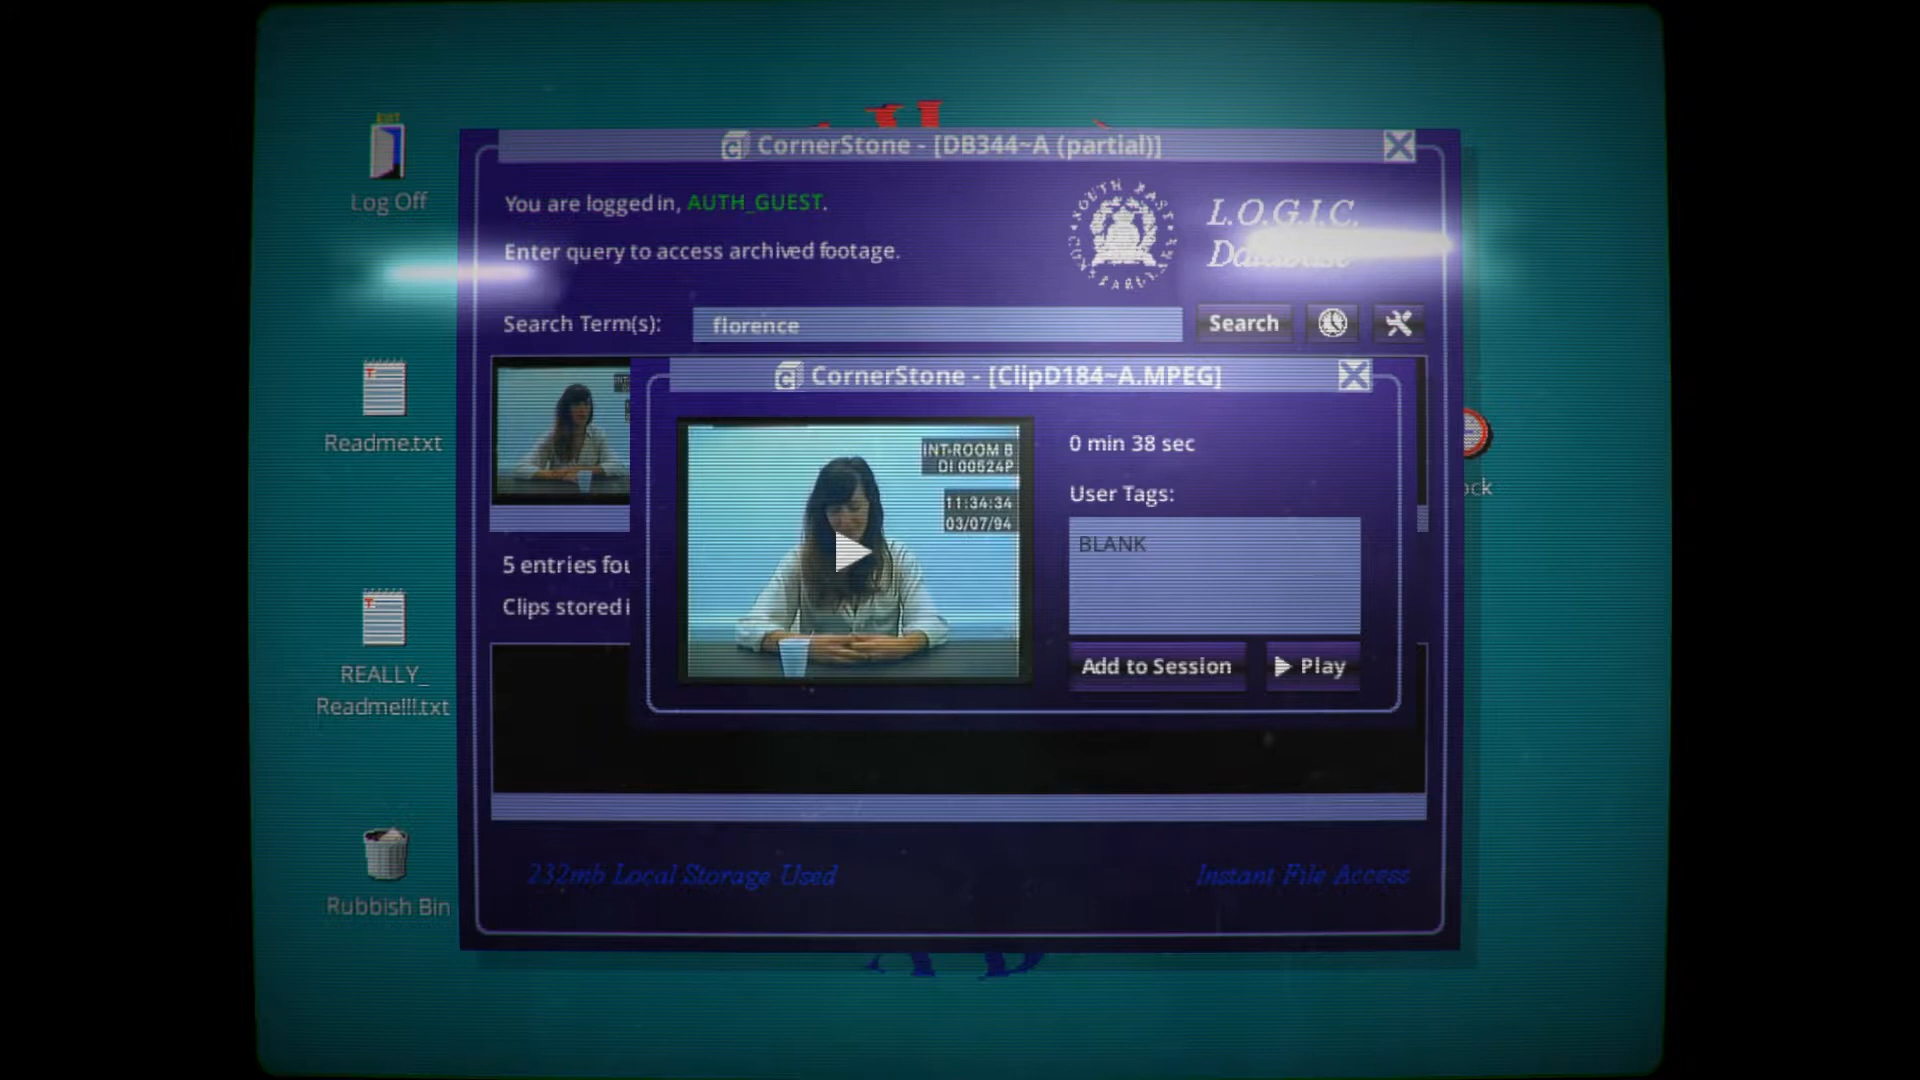 EXIT
CornerStone - [DB344~A (partial)]
Log Off
You are logged in, AUTH_GUEST.
Enter query to access archived footage.
L.O.G.I.C.
Database
Search Term(s):
florence
Search
CornerStone - [ClipD184~A.MPEG]
Readme.txt
INT-ROOM B
DI 00524P
11:34:34
03/07/94
0 min 38 sec
User Tags:
BLANK
5 entries fou
Clips stored i
Add to Session
Play
REALLY_
Readme!!!.txt
232mb Local Storage Used
Instant File Access
Rubbish Bin